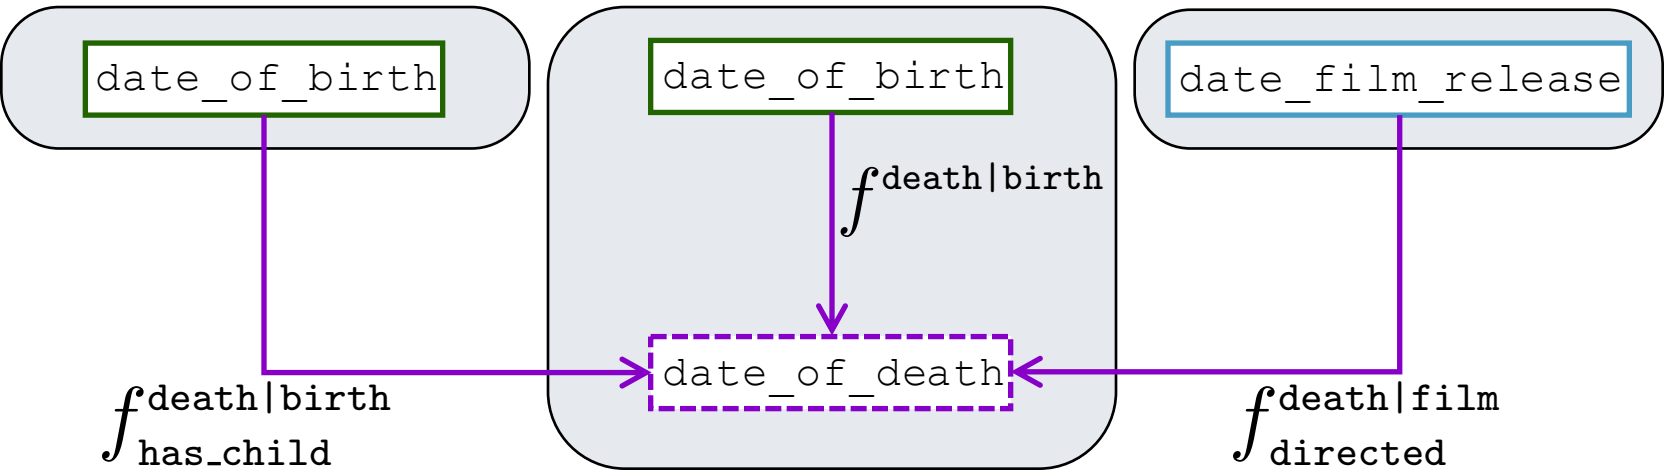 date_of_birth
date_of_birth
date_film_release
f death|birth
date_of_death
f death|birth
has_child
f death|film
directed